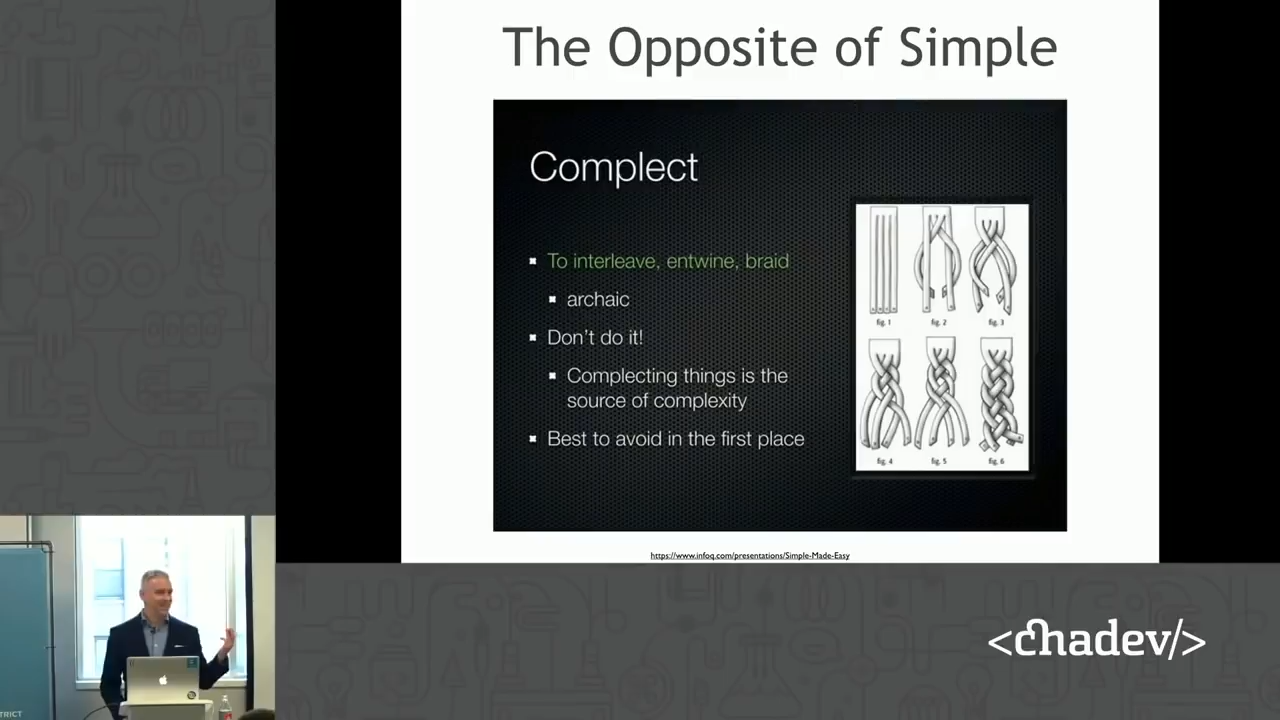 The Opposite of Simple
Complect
To interleave, entwine, braid
archaic
Don't do it!
Complecting things is the
source of complexity
Best to avoid in the first place
fig. 1
fig. 2
fig. 3
fig. 4
fig. 5
fig. 6
https://www.infoq.com/presentations/Simple-Made-Easy
<chadev/>
TRICT